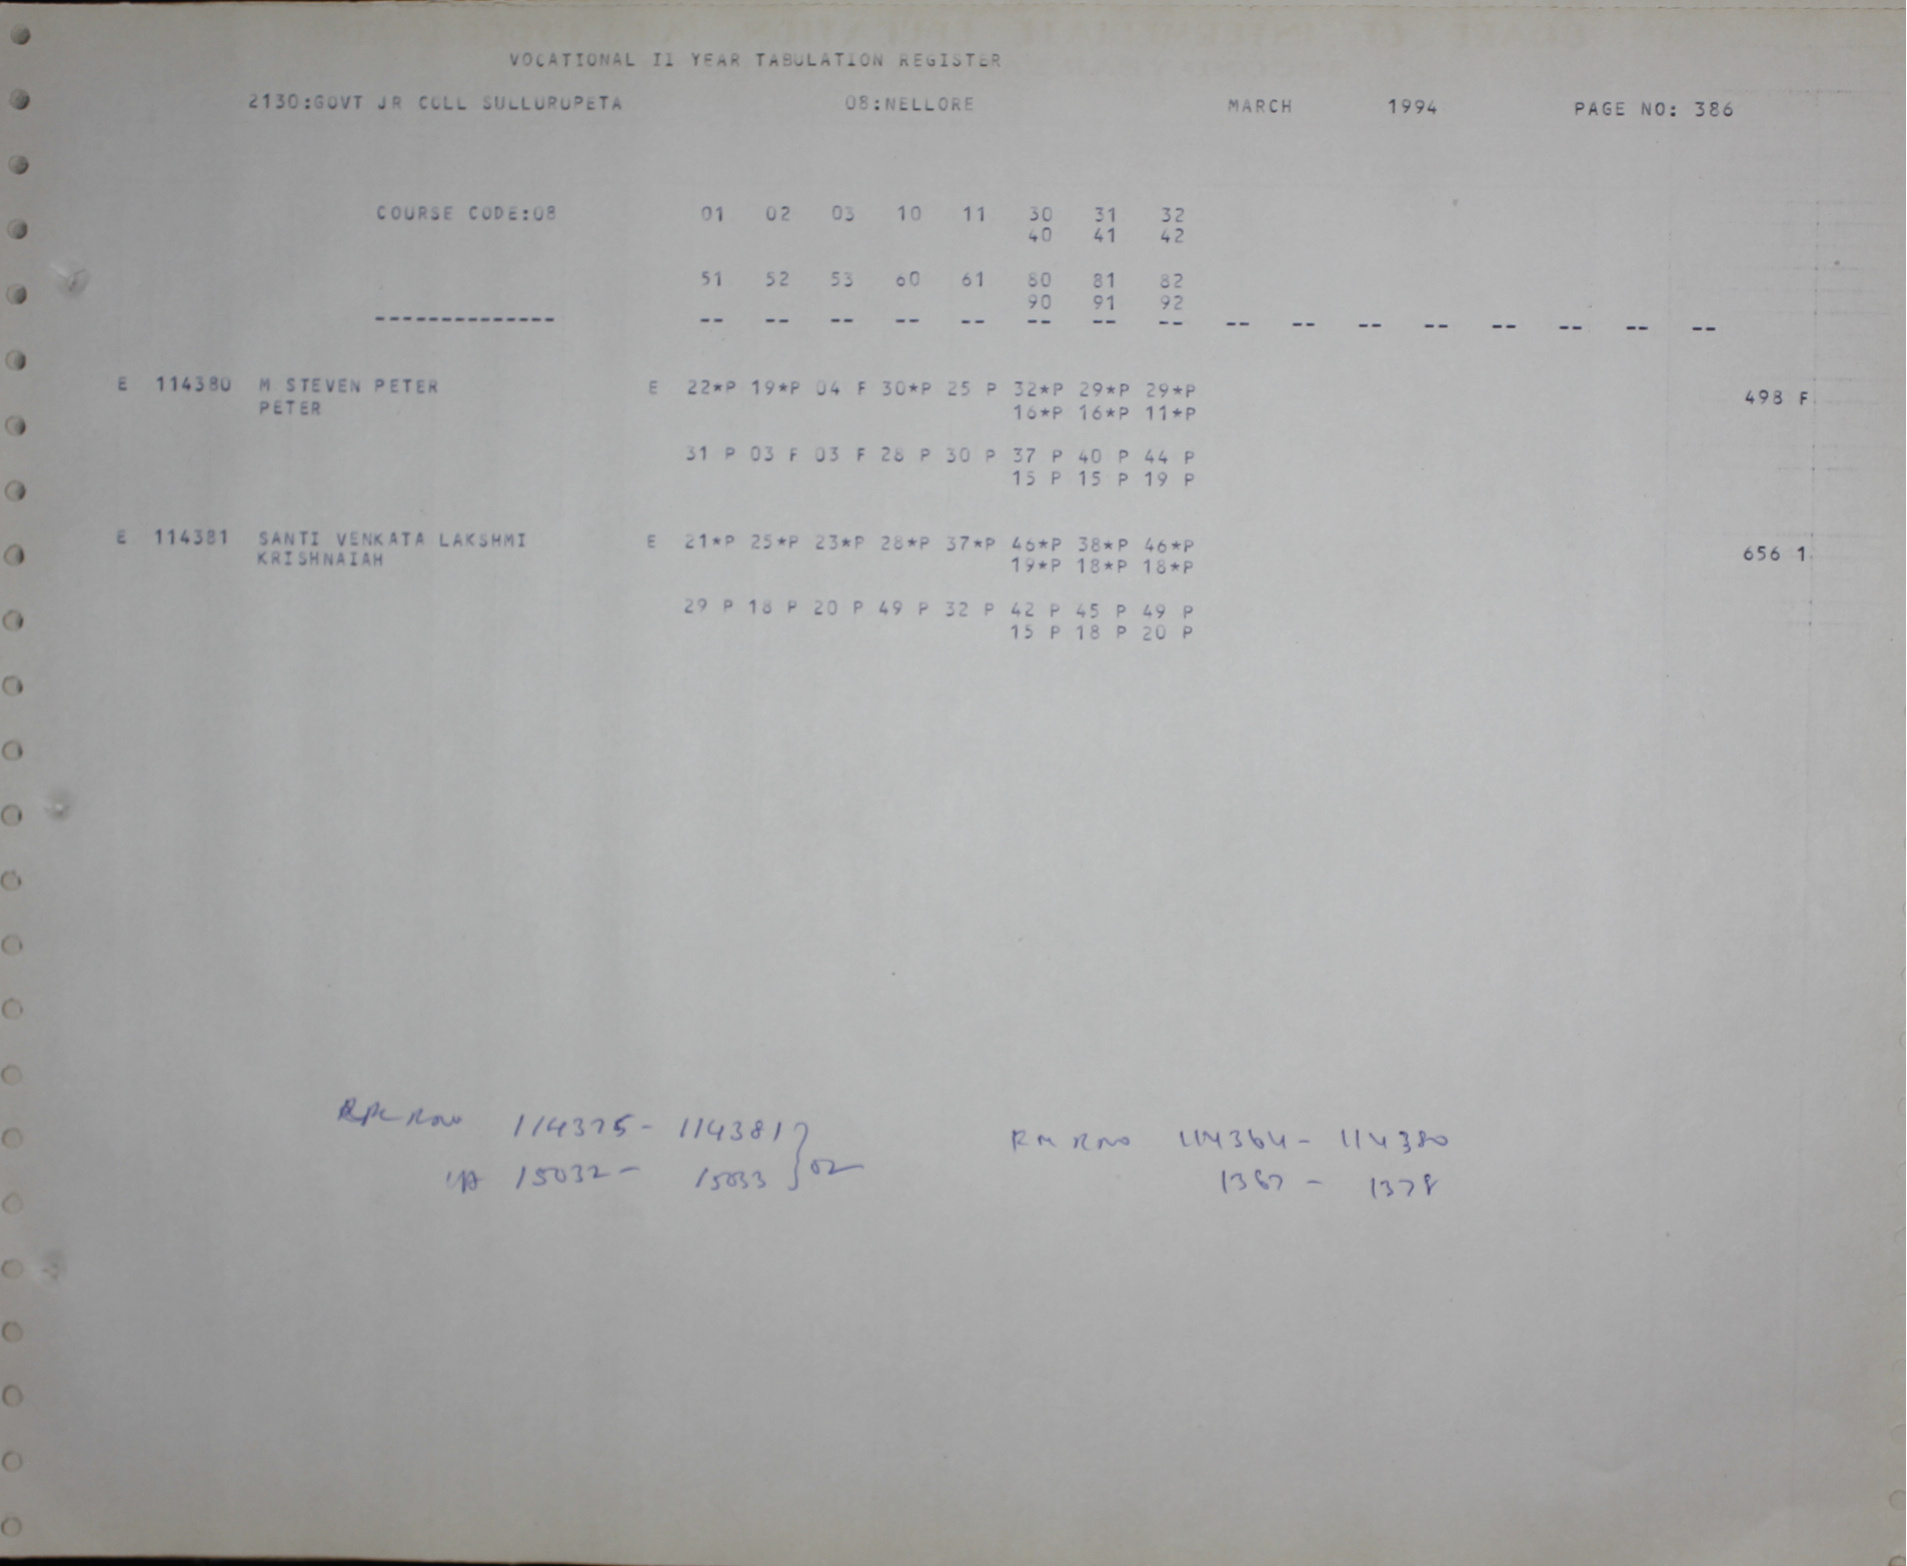 VOCATIONAL II YEAR TABULATION REGISTER
2130:GOVT JR COLL SULLURUPETA 08:NELLORE MARCH 1994 PAGE NO: 386
COURSE CODE:08 01 02 03 10 11 30 31 32
40 41 42
51 52 53 60 61 80 81 82
90 91 92
-------------- -- -- -- -- -- -- -- -- -- -- -- -- -- -- -- --
E 114380 M STEVEN PETER E 22*P 19*P 04 F 30*P 25 P 32*P 29*P 29*P 498 F
PETER 16*P 16*P 11*P
31 P 03 F 03 F 28 P 30 P 37 P 40 P 44 P
15 P 15 P 19 P
E 114381 SANTI VENKATA LAKSHMI E 21*P 25*P 23*P 28*P 37*P 46*P 38*P 46*P 656 1
KRISHNAIAH 19*P 18*P 18*P
29 P 18 P 20 P 49 P 32 P 42 P 45 P 49 P
15 P 18 P 20 P
114375 - 114381 } 02
15032 - 15033
RM RNo 114364 - 114380
1367 - 1378